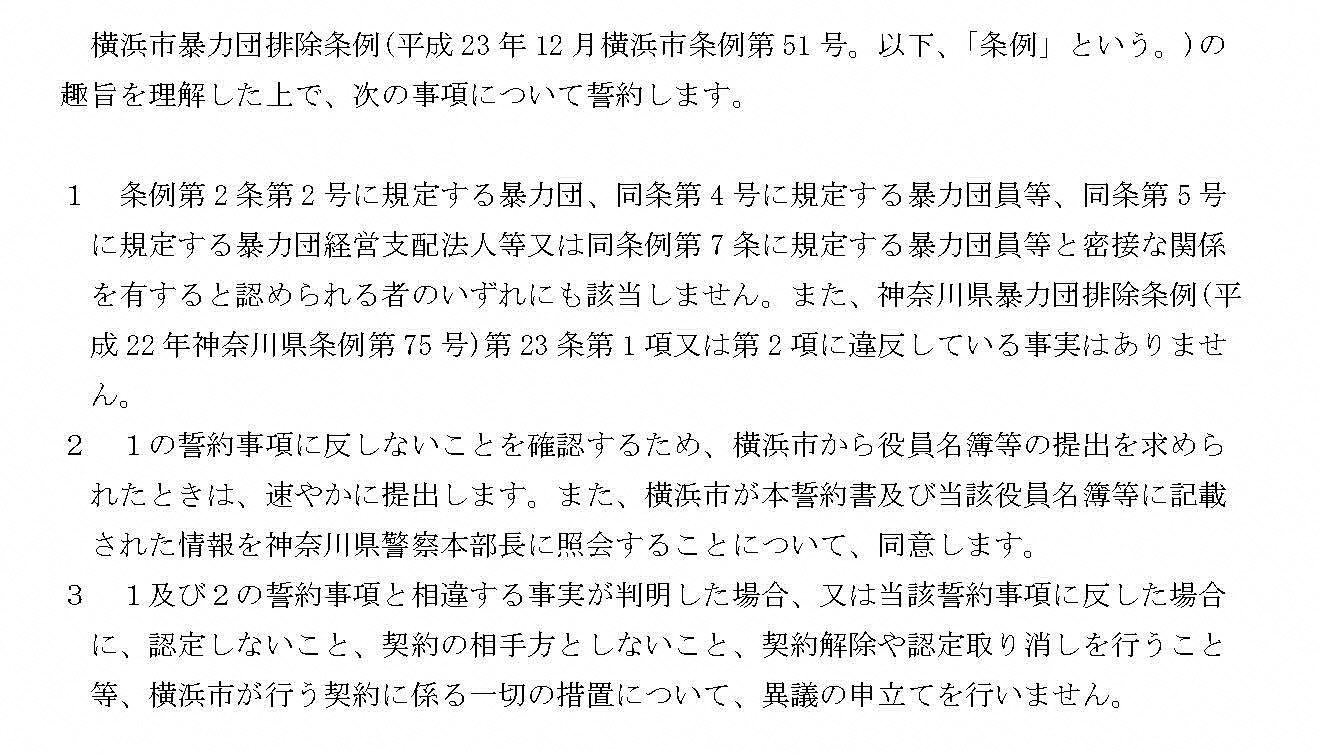 横浜市暴力団排除条例(平成 23 年 12 月横浜市条例第 51 号。以下、「条例」という。)の
趣旨を理解した上で、次の事項について誓約します。
１　条例第２条第２号に規定する暴力団、同条第４号に規定する暴力団員等、同条第５号
に規定する暴力団経営支配法人等又は同条例第７条に規定する暴力団員等と密接な関係
を有すると認められる者のいずれにも該当しません。また、神奈川県暴力団排除条例(平
成 22 年神奈川県条例第 75 号)第 23 条第１項又は第２項に違反している事実はありませ
ん。
２　１の誓約事項に反しないことを確認するため、横浜市から役員名簿等の提出を求めら
れたときは、速やかに提出します。また、横浜市が本誓約書及び当該役員名簿等に記載
された情報を神奈川県警察本部長に照会することについて、同意します。
３　１及び２の誓約事項と相違する事実が判明した場合、又は当該誓約事項に反した場合
に、認定しないこと、契約の相手方としないこと、契約解除や認定取り消しを行うこと
等、横浜市が行う契約に係る一切の措置について、異議の申立てを行いません。